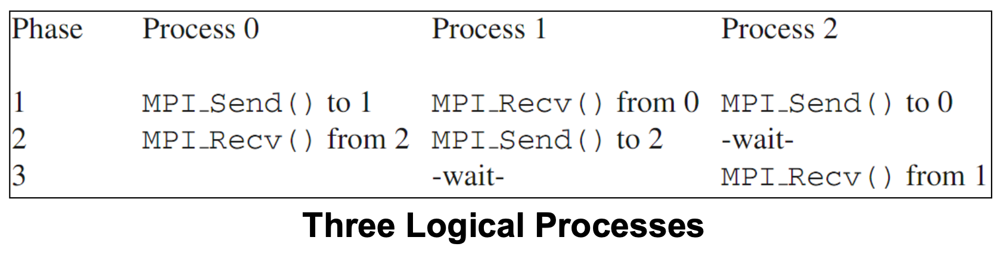 Phase Process 0 Process 1 Process 2
1 MPI_Send() to 1 MPI_Recv() from 0 MPI_Send() to 0
2 MPI_Recv() from 2 MPI_Send() to 2 -wait-
3 -wait- MPI_Recv() from 1
Three Logical Processes